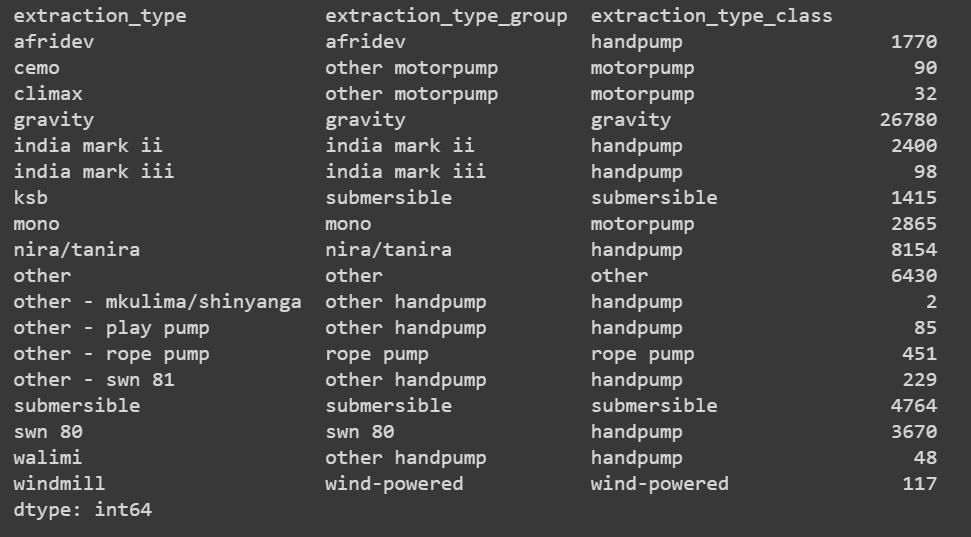 extraction_type extraction_type_group extraction_type_class
afridev afridev handpump 1770
cemo other motorpump motorpump 90
climax other motorpump motorpump 32
gravity gravity gravity 26780
india mark ii india mark ii handpump 2400
india mark iii india mark iii handpump 98
ksb submersible submersible 1415
mono mono motorpump 2865
nira/tanira nira/tanira handpump 8154
other other other 6430
other - mkulima/shinyanga other handpump handpump 2
other - play pump other handpump handpump 85
other - rope pump rope pump rope pump 451
other - swn 81 other handpump handpump 229
submersible submersible submersible 4764
swn 80 swn 80 handpump 3670
walimi other handpump handpump 48
windmill wind-powered wind-powered 117
dtype: int64